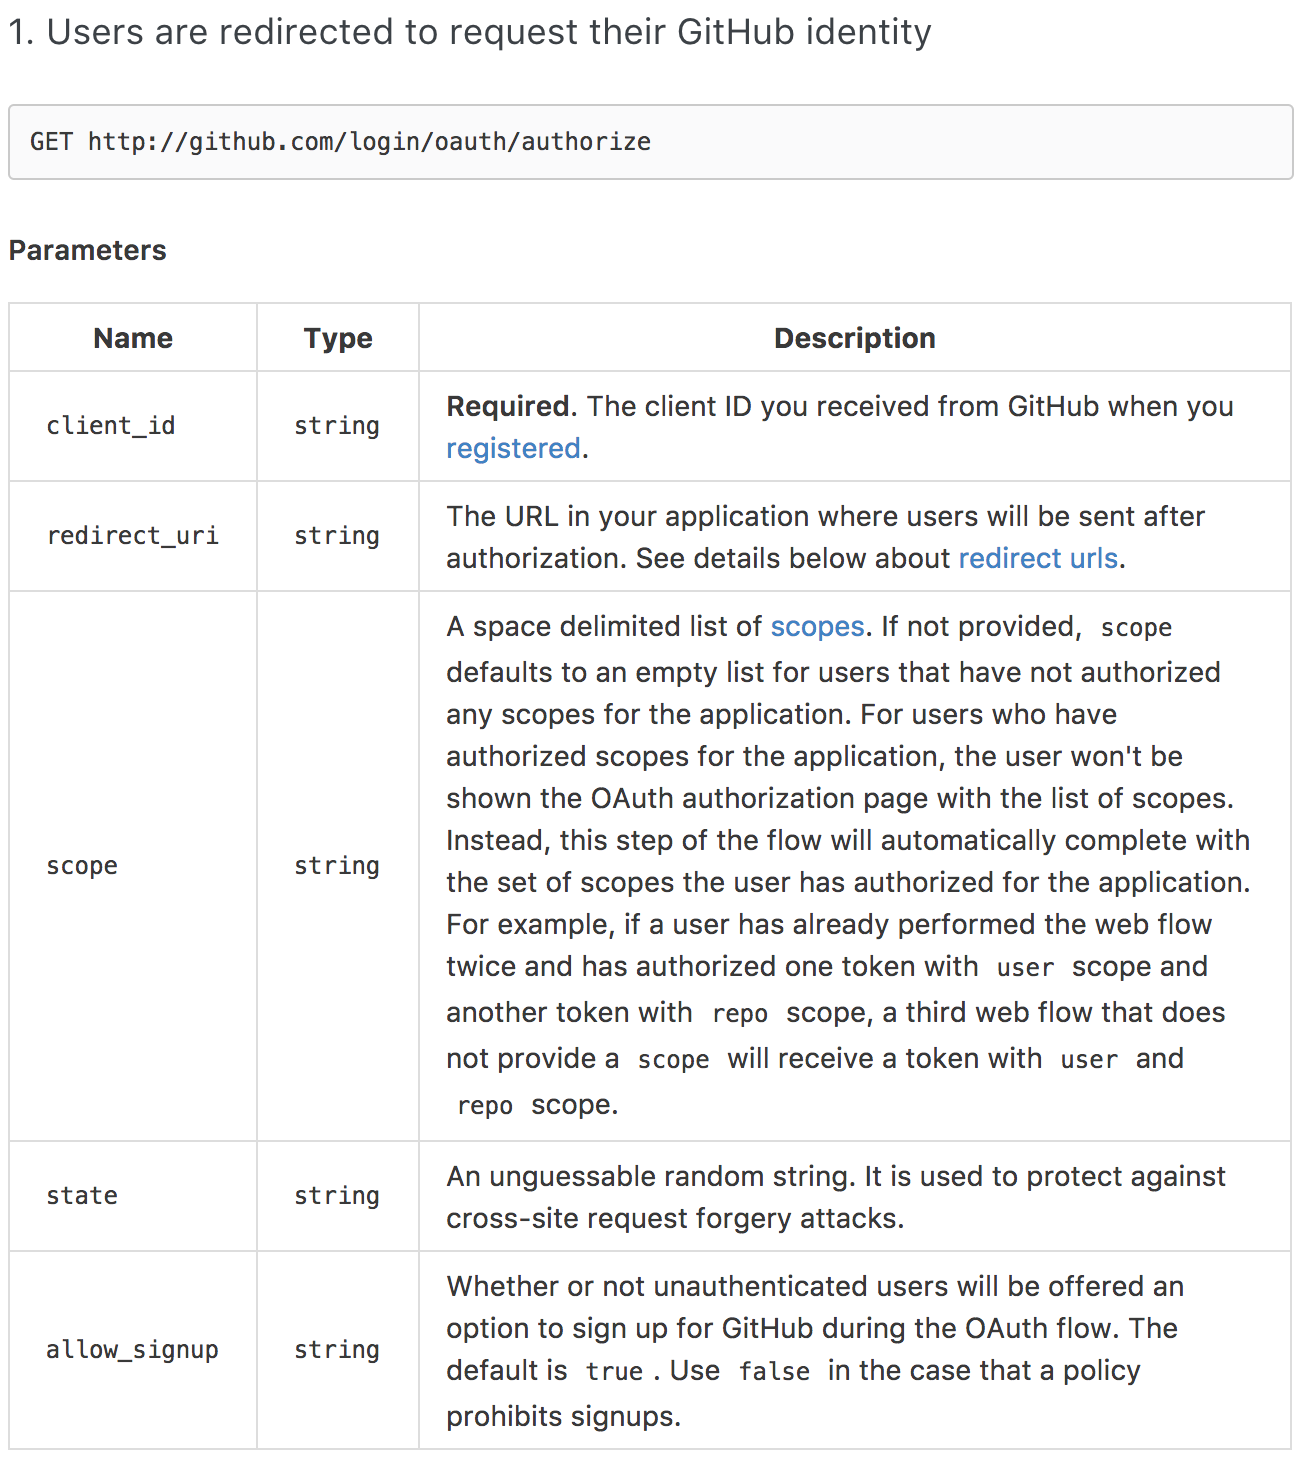 1. Users are redirected to request their GitHub identity
GET http://github.com/login/oauth/authorize
Parameters
Name Type Description
client_id string Required. The client ID you received from GitHub when you
registered.
redirect_uri string The URL in your application where users will be sent after
authorization. See details below about redirect urls.
scope string A space delimited list of scopes. If not provided, scope
defaults to an empty list for users that have not authorized
any scopes for the application. For users who have
authorized scopes for the application, the user won't be
shown the OAuth authorization page with the list of scopes.
Instead, this step of the flow will automatically complete with
the set of scopes the user has authorized for the application.
For example, if a user has already performed the web flow
twice and has authorized one token with user scope and
another token with repo scope, a third web flow that does
not provide a scope will receive a token with user and
repo scope.
state string An unguessable random string. It is used to protect against
cross-site request forgery attacks.
allow_signup string Whether or not unauthenticated users will be offered an
option to sign up for GitHub during the OAuth flow. The
default is true . Use false in the case that a policy
prohibits signups.